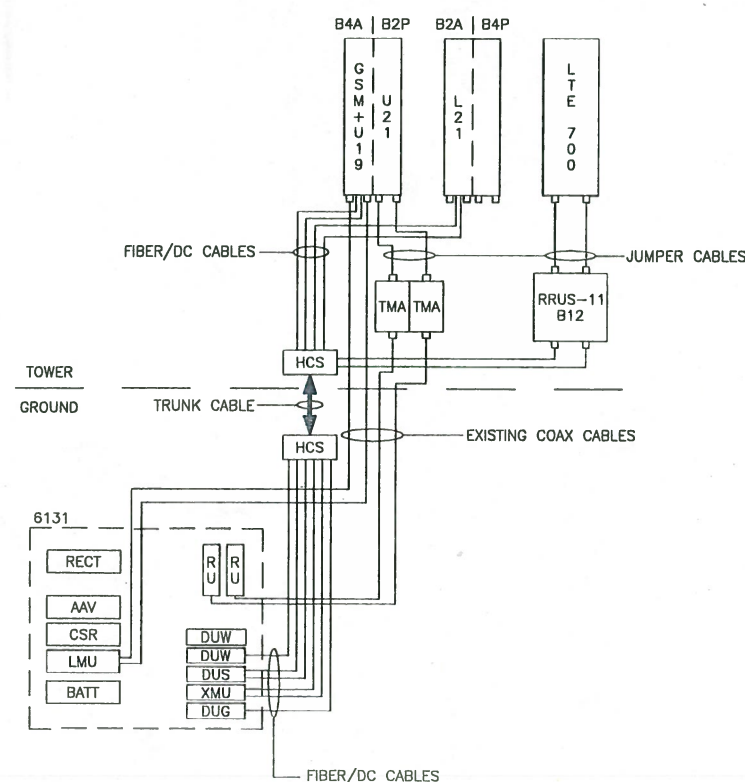 B4A | B2P
B2A | B4P
GSM+U19
U21
L21
LTE 700
FIBER/DC CABLES
JUMPER CABLES
TMA
TMA
RRUS-11
B12
HCS
TOWER
GROUND
TRUNK CABLE
EXISTING COAX CABLES
HCS
6131
RECT
RU
RU
AAV
CSR
LMU
BATT
DUW
DUW
DUS
XMU
DUG
FIBER/DC CABLES